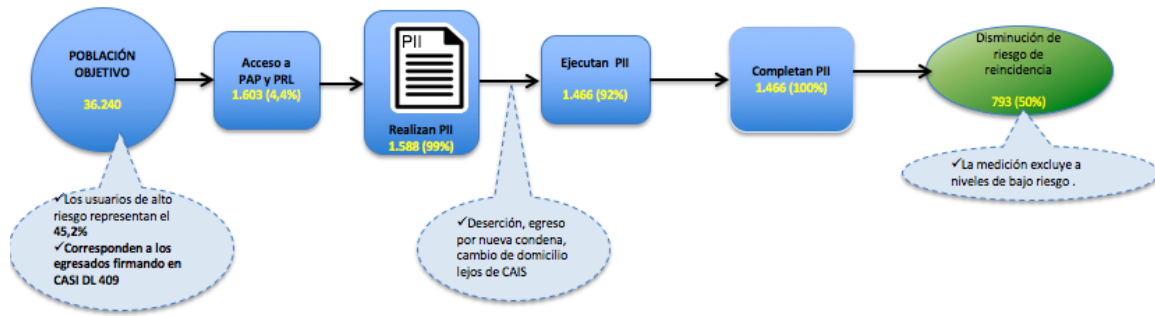 POBLACIÓN
OBJETIVO
36.240
Acceso a
PAP y PRL
1.603 (4,4%)
PII
Realizan PII
1.588 (99%)
Ejecutan PII
1.466 (92%)
Completan PII
1.466 (100%)
Disminución de
riesgo de
reincidencia
793 (50%)
✓Los usuarios de alto
riesgo representan el
45,2%
✓Corresponden a los
egresados firmando en
CASI DL 409
✓Deserción, egreso
por nueva condena,
cambio de domicilio
lejos de CAIS
✓La medición excluye a
niveles de bajo riesgo .